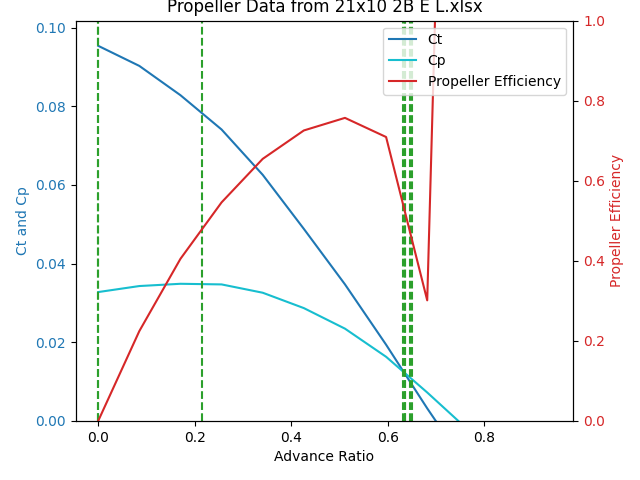 Propeller Data from 21x10 2B E L.xlsx
Ct
Cp
Propeller Efficiency
0.10
0.08
0.06
0.04
0.02
0.00
Ct and Cp
1.0
0.8
0.6
0.4
0.2
0.0
Propeller Efficiency
0.0 0.2 0.4 0.6 0.8
Advance Ratio